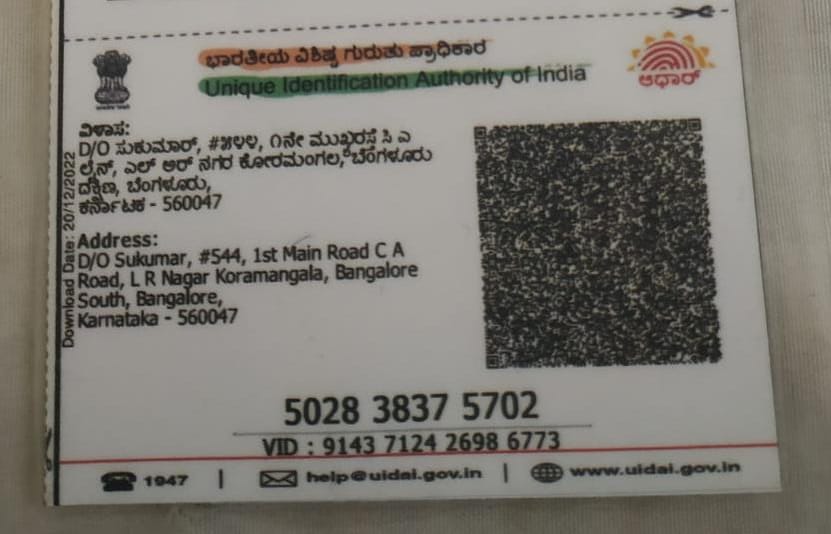 ಭಾರತೀಯ ವಿಶಿಷ್ಟ ಗುರುತು ಪ್ರಾಧಿಕಾರ
Unique Identification Authority of India
ಆಧಾರ್
ವಿಳಾಸ:
D/O ಸುಕುಮಾರ್, #೫೪೪, ೧ನೇ ಮುಖ್ಯರಸ್ತೆ ಸಿ ಎ
ಲೈನ್, ಎಲ್ ಆರ್ ನಗರ ಕೋರಮಂಗಲ, ಬೆಂಗಳೂರು
ದಕ್ಷಿಣ, ಬೆಂಗಳೂರು,
ಕರ್ನಾಟಕ - 560047
Address:
D/O Sukumar, #544, 1st Main Road C A
Road, L R Nagar Koramangala, Bangalore
South, Bangalore,
Karnataka - 560047
Download Date: 20/12/2022
5028 3837 5702
VID : 9143 7124 2698 6773
1947 | help@uidai.gov.in | www.uidai.gov.in